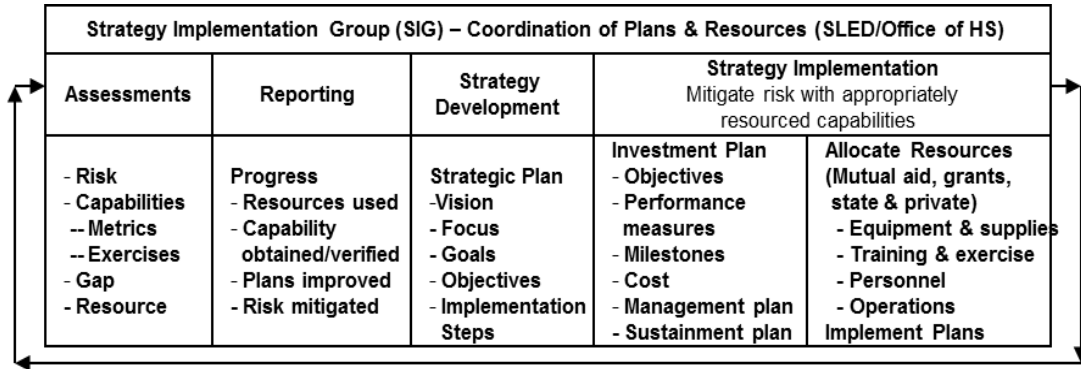 Strategy Implementation Group (SIG) – Coordination of Plans & Resources (SLED/Office of HS)
Assessments
Reporting
Strategy
Development
Strategy Implementation
Mitigate risk with appropriately
resourced capabilities
- Risk
- Capabilities
-- Metrics
-- Exercises
- Gap
- Resource
Progress
- Resources used
- Capability
obtained/verified
- Plans improved
- Risk mitigated
Strategic Plan
-Vision
- Focus
- Goals
- Objectives
- Implementation
Steps
Investment Plan
- Objectives
- Performance
measures
- Milestones
- Cost
- Management plan
- Sustainment plan
Allocate Resources
(Mutual aid, grants,
state & private)
- Equipment & supplies
- Training & exercise
- Personnel
- Operations
Implement Plans